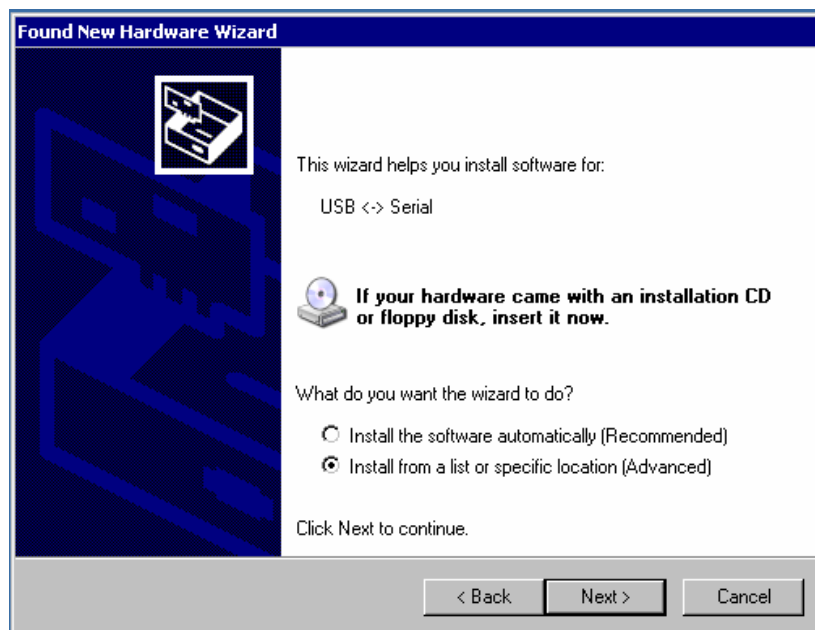 Found New Hardware Wizard
This wizard helps you install software for:
USB <-> Serial
If your hardware came with an installation CD
or floppy disk, insert it now.
What do you want the wizard to do?
Install the software automatically (Recommended)
Install from a list or specific location (Advanced)
Click Next to continue.
< Back
Next >
Cancel